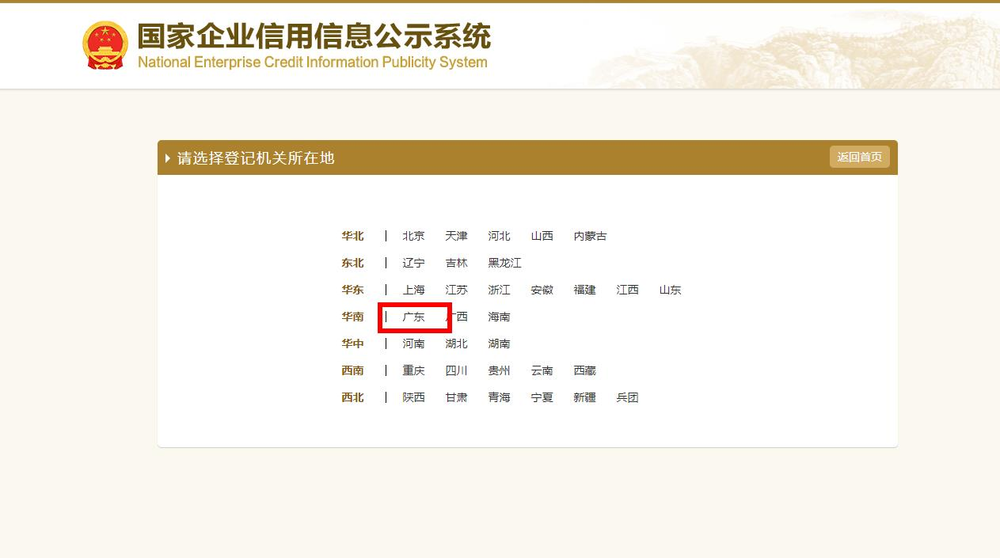 国家企业信用信息公示系统
National Enterprise Credit Information Publicity System
请选择登记机关所在地 返回首页
华北 | 北京 天津 河北 山西 内蒙古
东北 | 辽宁 吉林 黑龙江
华东 | 上海 江苏 浙江 安徽 福建 江西 山东
华南 | 广东 广西 海南
华中 | 河南 湖北 湖南
西南 | 重庆 四川 贵州 云南 西藏
西北 | 陕西 甘肃 青海 宁夏 新疆 兵团